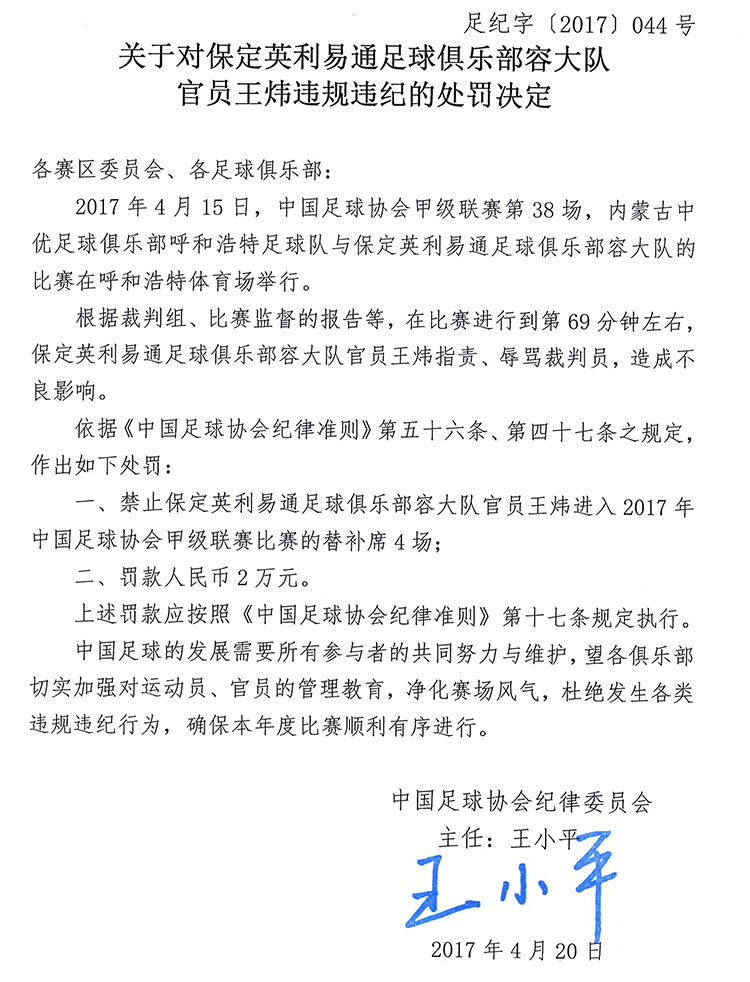 足纪字〔2017〕044号
关于对保定英利易通足球俱乐部容大队
官员王炜违规违纪的处罚决定
各赛区委员会、各足球俱乐部：
2017年4月15日，中国足球协会甲级联赛第38场，内蒙古中
优足球俱乐部呼和浩特足球队与保定英利易通足球俱乐部容大队的
比赛在呼和浩特体育场举行。
根据裁判组、比赛监督的报告等，在比赛进行到第69分钟左右，
保定英利易通足球俱乐部容大队官员王炜指责、辱骂裁判员，造成不
良影响。
依据《中国足球协会纪律准则》第五十六条、第四十七条之规定，
作出如下处罚：
一、禁止保定英利易通足球俱乐部容大队官员王炜进入2017年
中国足球协会甲级联赛比赛的替补席4场；
二、罚款人民币2万元。
上述罚款应按照《中国足球协会纪律准则》第十七条规定执行。
中国足球的发展需要所有参与者的共同努力与维护，望各俱乐部
切实加强对运动员、官员的管理教育，净化赛场风气，杜绝发生各类
违规违纪行为，确保本年度比赛顺利有序进行。
中国足球协会纪律委员会
主任：王小平
王小平
2017年4月20日